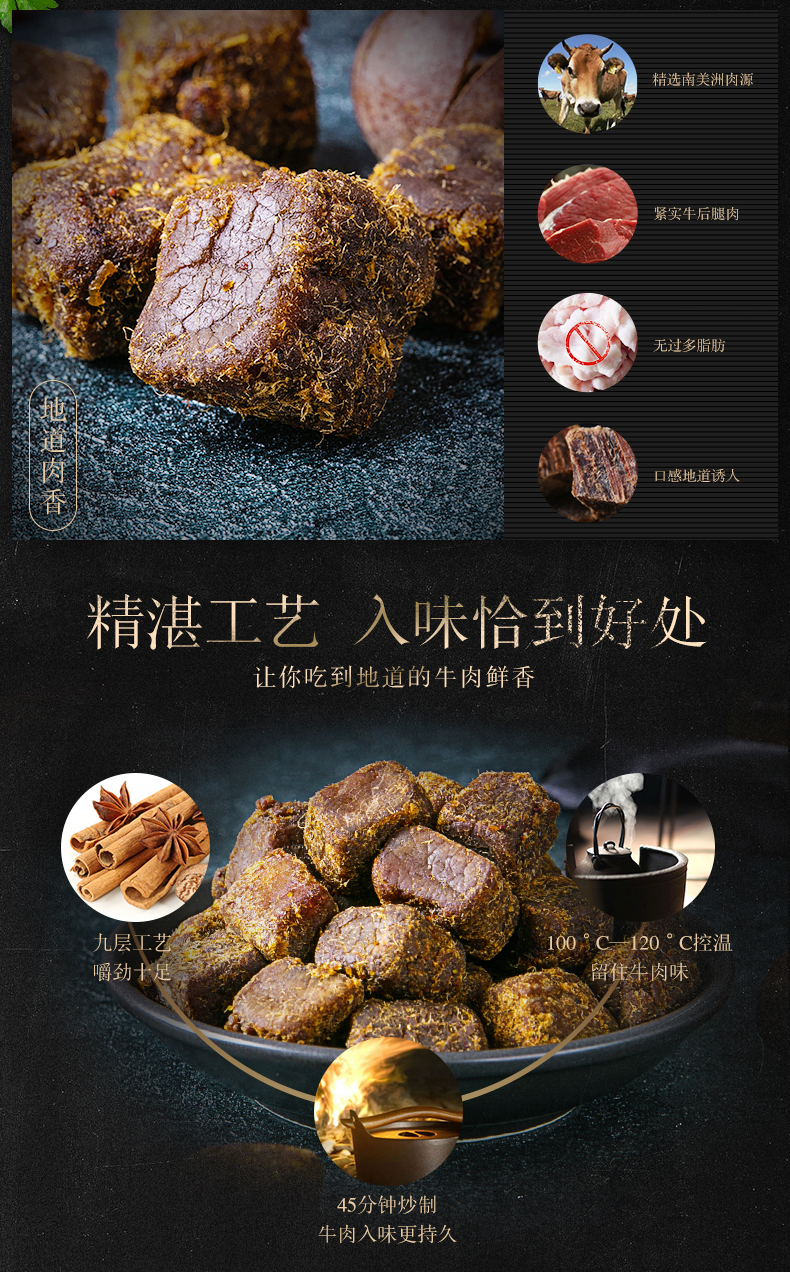 精选南美洲肉源
紧实牛后腿肉
无过多脂肪
口感地道诱人
地道肉香
精湛工艺 入味恰到好处
让你吃到地道的牛肉鲜香
九层工艺
嚼劲十足
100°C—120°C控温
留住牛肉味
45分钟炒制
牛肉入味更持久